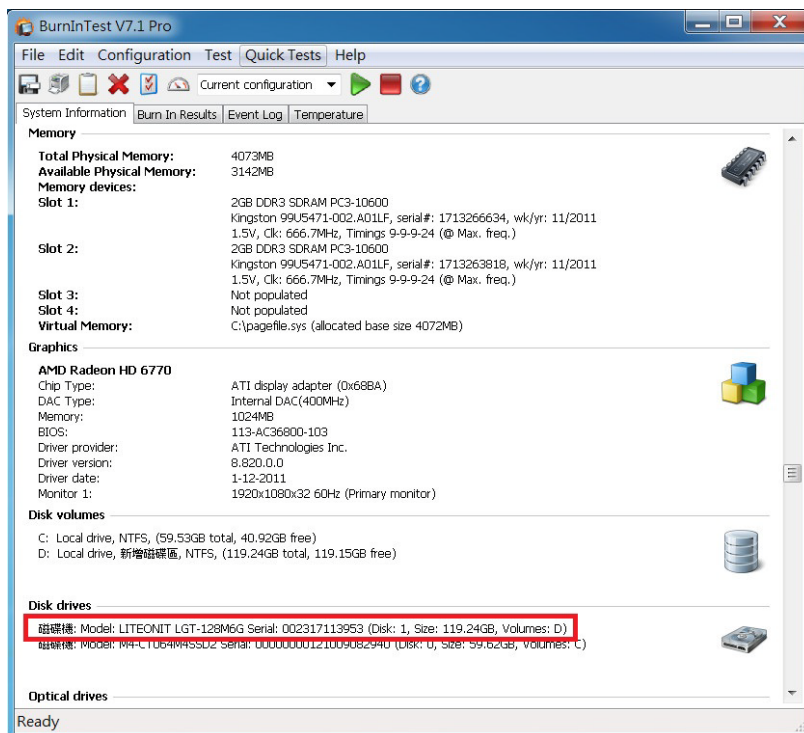 BurnInTest V7.1 Pro
File Edit Configuration Test Quick Tests Help
Current configuration
System Information Burn In Results Event Log Temperature
Memory
Total Physical Memory: 4073MB
Available Physical Memory: 3142MB
Memory devices:
Slot 1: 2GB DDR3 SDRAM PC3-10600
Kingston 99U5471-002.A01LF, serial#: 1713266634, wk/yr: 11/2011
1.5V, Clk: 666.7MHz, Timings 9-9-9-24 (@ Max. freq.)
Slot 2: 2GB DDR3 SDRAM PC3-10600
Kingston 99U5471-002.A01LF, serial#: 1713263818, wk/yr: 11/2011
1.5V, Clk: 666.7MHz, Timings 9-9-9-24 (@ Max. freq.)
Slot 3: Not populated
Slot 4: Not populated
Virtual Memory: C:\pagefile.sys (allocated base size 4072MB)
Graphics
AMD Radeon HD 6770
Chip Type: ATI display adapter (0x68BA)
DAC Type: Internal DAC(400MHz)
Memory: 1024MB
BIOS: 113-AC36800-103
Driver provider: ATI Technologies Inc.
Driver version: 8.820.0.0
Driver date: 1-12-2011
Monitor 1: 1920x1080x32 60Hz (Primary monitor)
Disk volumes
C: Local drive, NTFS, (59.53GB total, 40.92GB free)
D: Local drive, 新增磁碟區, NTFS, (119.24GB total, 119.15GB free)
Disk drives
磁碟機: Model: LITEONIT LGT-128M6G Serial: 002317113953 (Disk: 1, Size: 119.24GB, Volumes: D)
磁碟機: Model: M4-CT064M4SSD2 Serial: 00000000121009082940 (Disk: 0, Size: 59.62GB, Volumes: C)
Optical drives
Ready